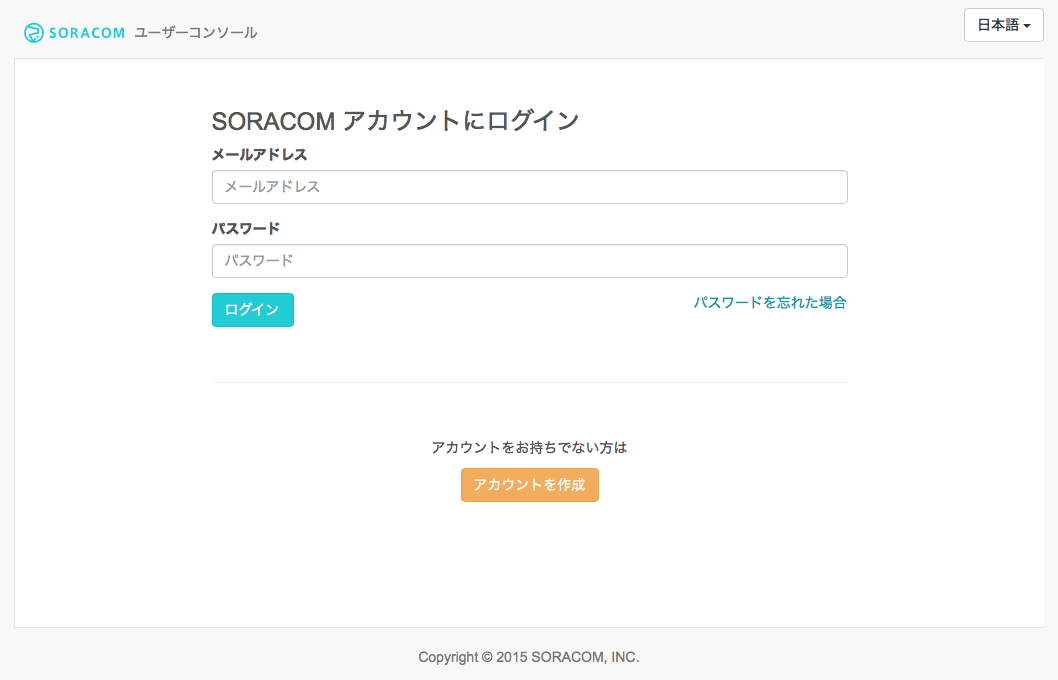 SORACOM ユーザーコンソール
日本語
SORACOM アカウントにログイン
メールアドレス
メールアドレス
パスワード
パスワード
ログイン
パスワードを忘れた場合
アカウントをお持ちでない方は
アカウントを作成
Copyright © 2015 SORACOM, INC.